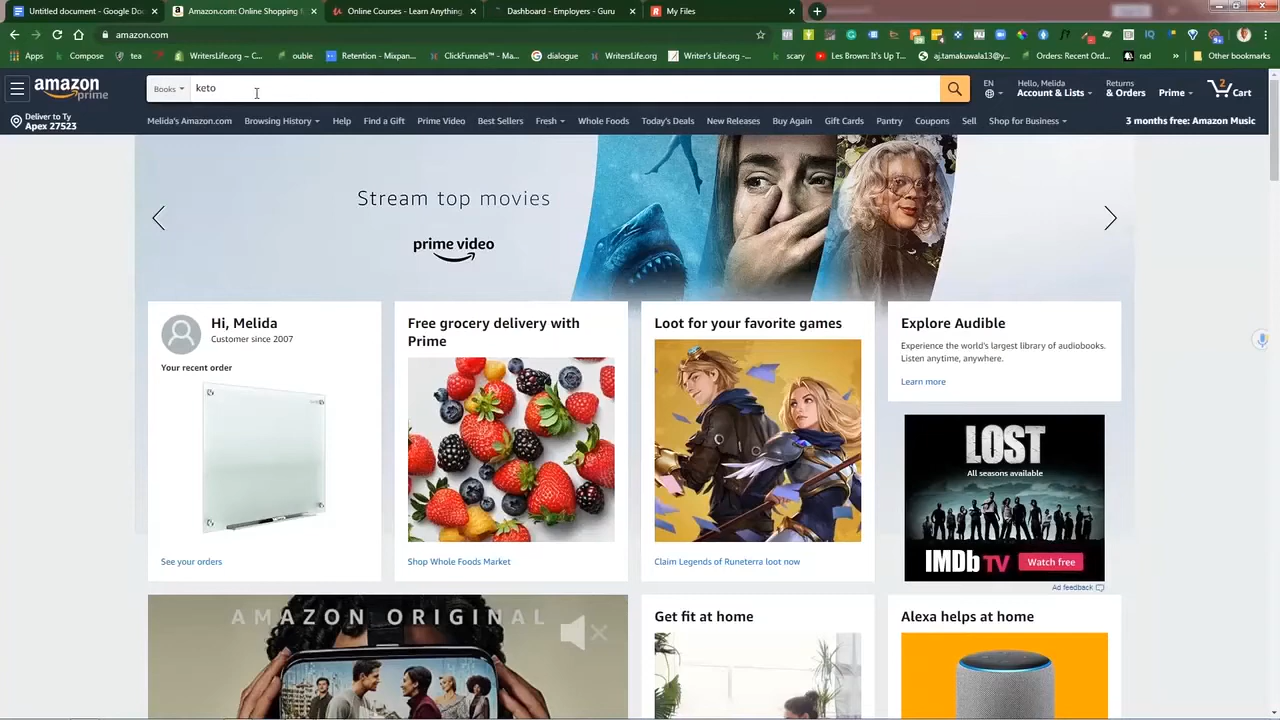 Untitled document - Google Do
Amazon.com: Online Shopping f
Online Courses - Learn Anything
Dashboard - Employers - Guru
My Files
amazon.com
Apps
Compose
tea
WritersLife.org ~ C...
ouble
Retention - Mixpan...
ClickFunnels™ - Ma...
dialogue
WritersLife.org
Writer's Life.org -...
scary
Les Brown: It's Up T...
aj.tamakuwala13@y...
Orders: Recent Ord...
rad
»
Other bookmarks
amazon
prime
Books
keto
EN
Hello, Melida
Account & Lists
Returns
& Orders
Prime
2
Cart
Deliver to Ty
Apex 27523
Melida's Amazon.com
Browsing History
Help
Find a Gift
Prime Video
Best Sellers
Fresh
Whole Foods
Today's Deals
New Releases
Buy Again
Gift Cards
Pantry
Coupons
Sell
Shop for Business
3 months free: Amazon Music
Stream top movies
prime video
Hi, Melida
Customer since 2007
Your recent order
See your orders
Free grocery delivery with
Prime
Shop Whole Foods Market
Loot for your favorite games
Claim Legends of Runeterra loot now
Explore Audible
Experience the world's largest library of audiobooks.
Listen anytime, anywhere.
Learn more
LOST
All seasons available
IMDb TV
Watch free
Ad feedback
AMAZON ORIGINAL
Get fit at home
Alexa helps at home